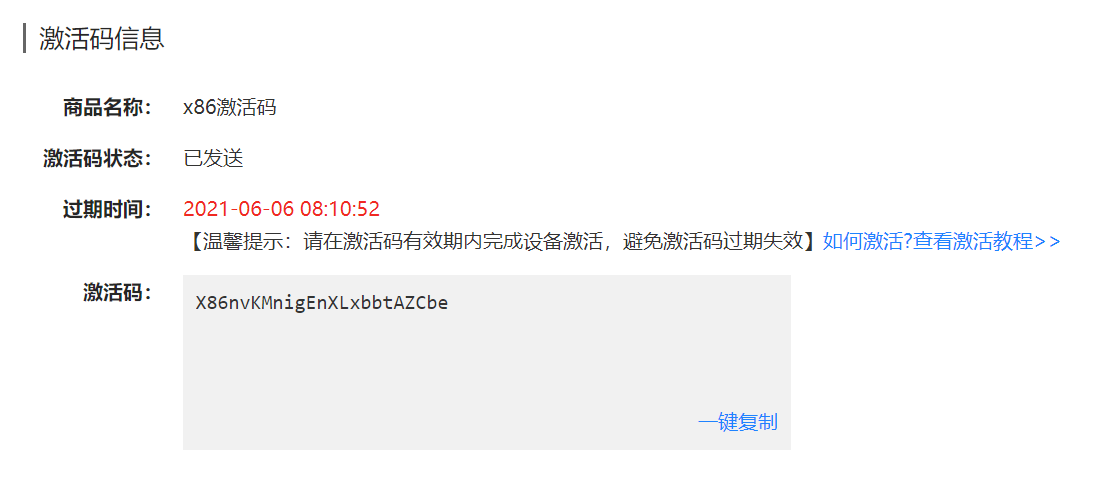 激活码信息
商品名称： x86激活码
激活码状态： 已发送
过期时间： 2021-06-06 08:10:52
【温馨提示：请在激活码有效期内完成设备激活，避免激活码过期失效】如何激活?查看激活教程>>
激活码： X86nvKMnigEnXLxbbtAZCbe
一键复制